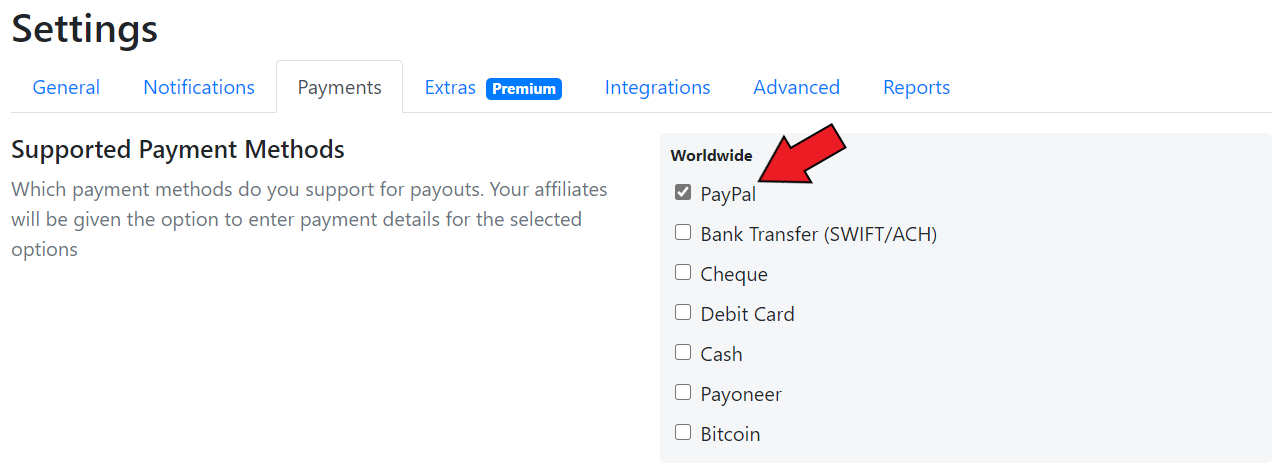 Settings
General Notifications Payments Extras Premium Integrations Advanced Reports
Supported Payment Methods
Which payment methods do you support for payouts. Your affiliates
will be given the option to enter payment details for the selected
options
Worldwide
PayPal
Bank Transfer (SWIFT/ACH)
Cheque
Debit Card
Cash
Payoneer
Bitcoin